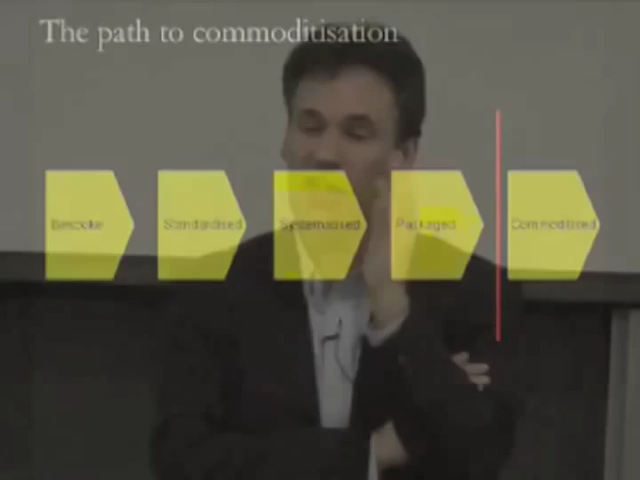 The path to commoditisation
Bespoke
Standardised
Systematised
Packaged
Commoditised